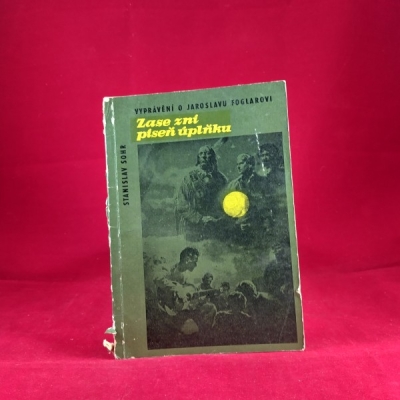 VYPRÁVĚNÍ O JAROSLAVU FOGLAROVI
Zase zní
píseň úplňku
STANISLAV SOHR